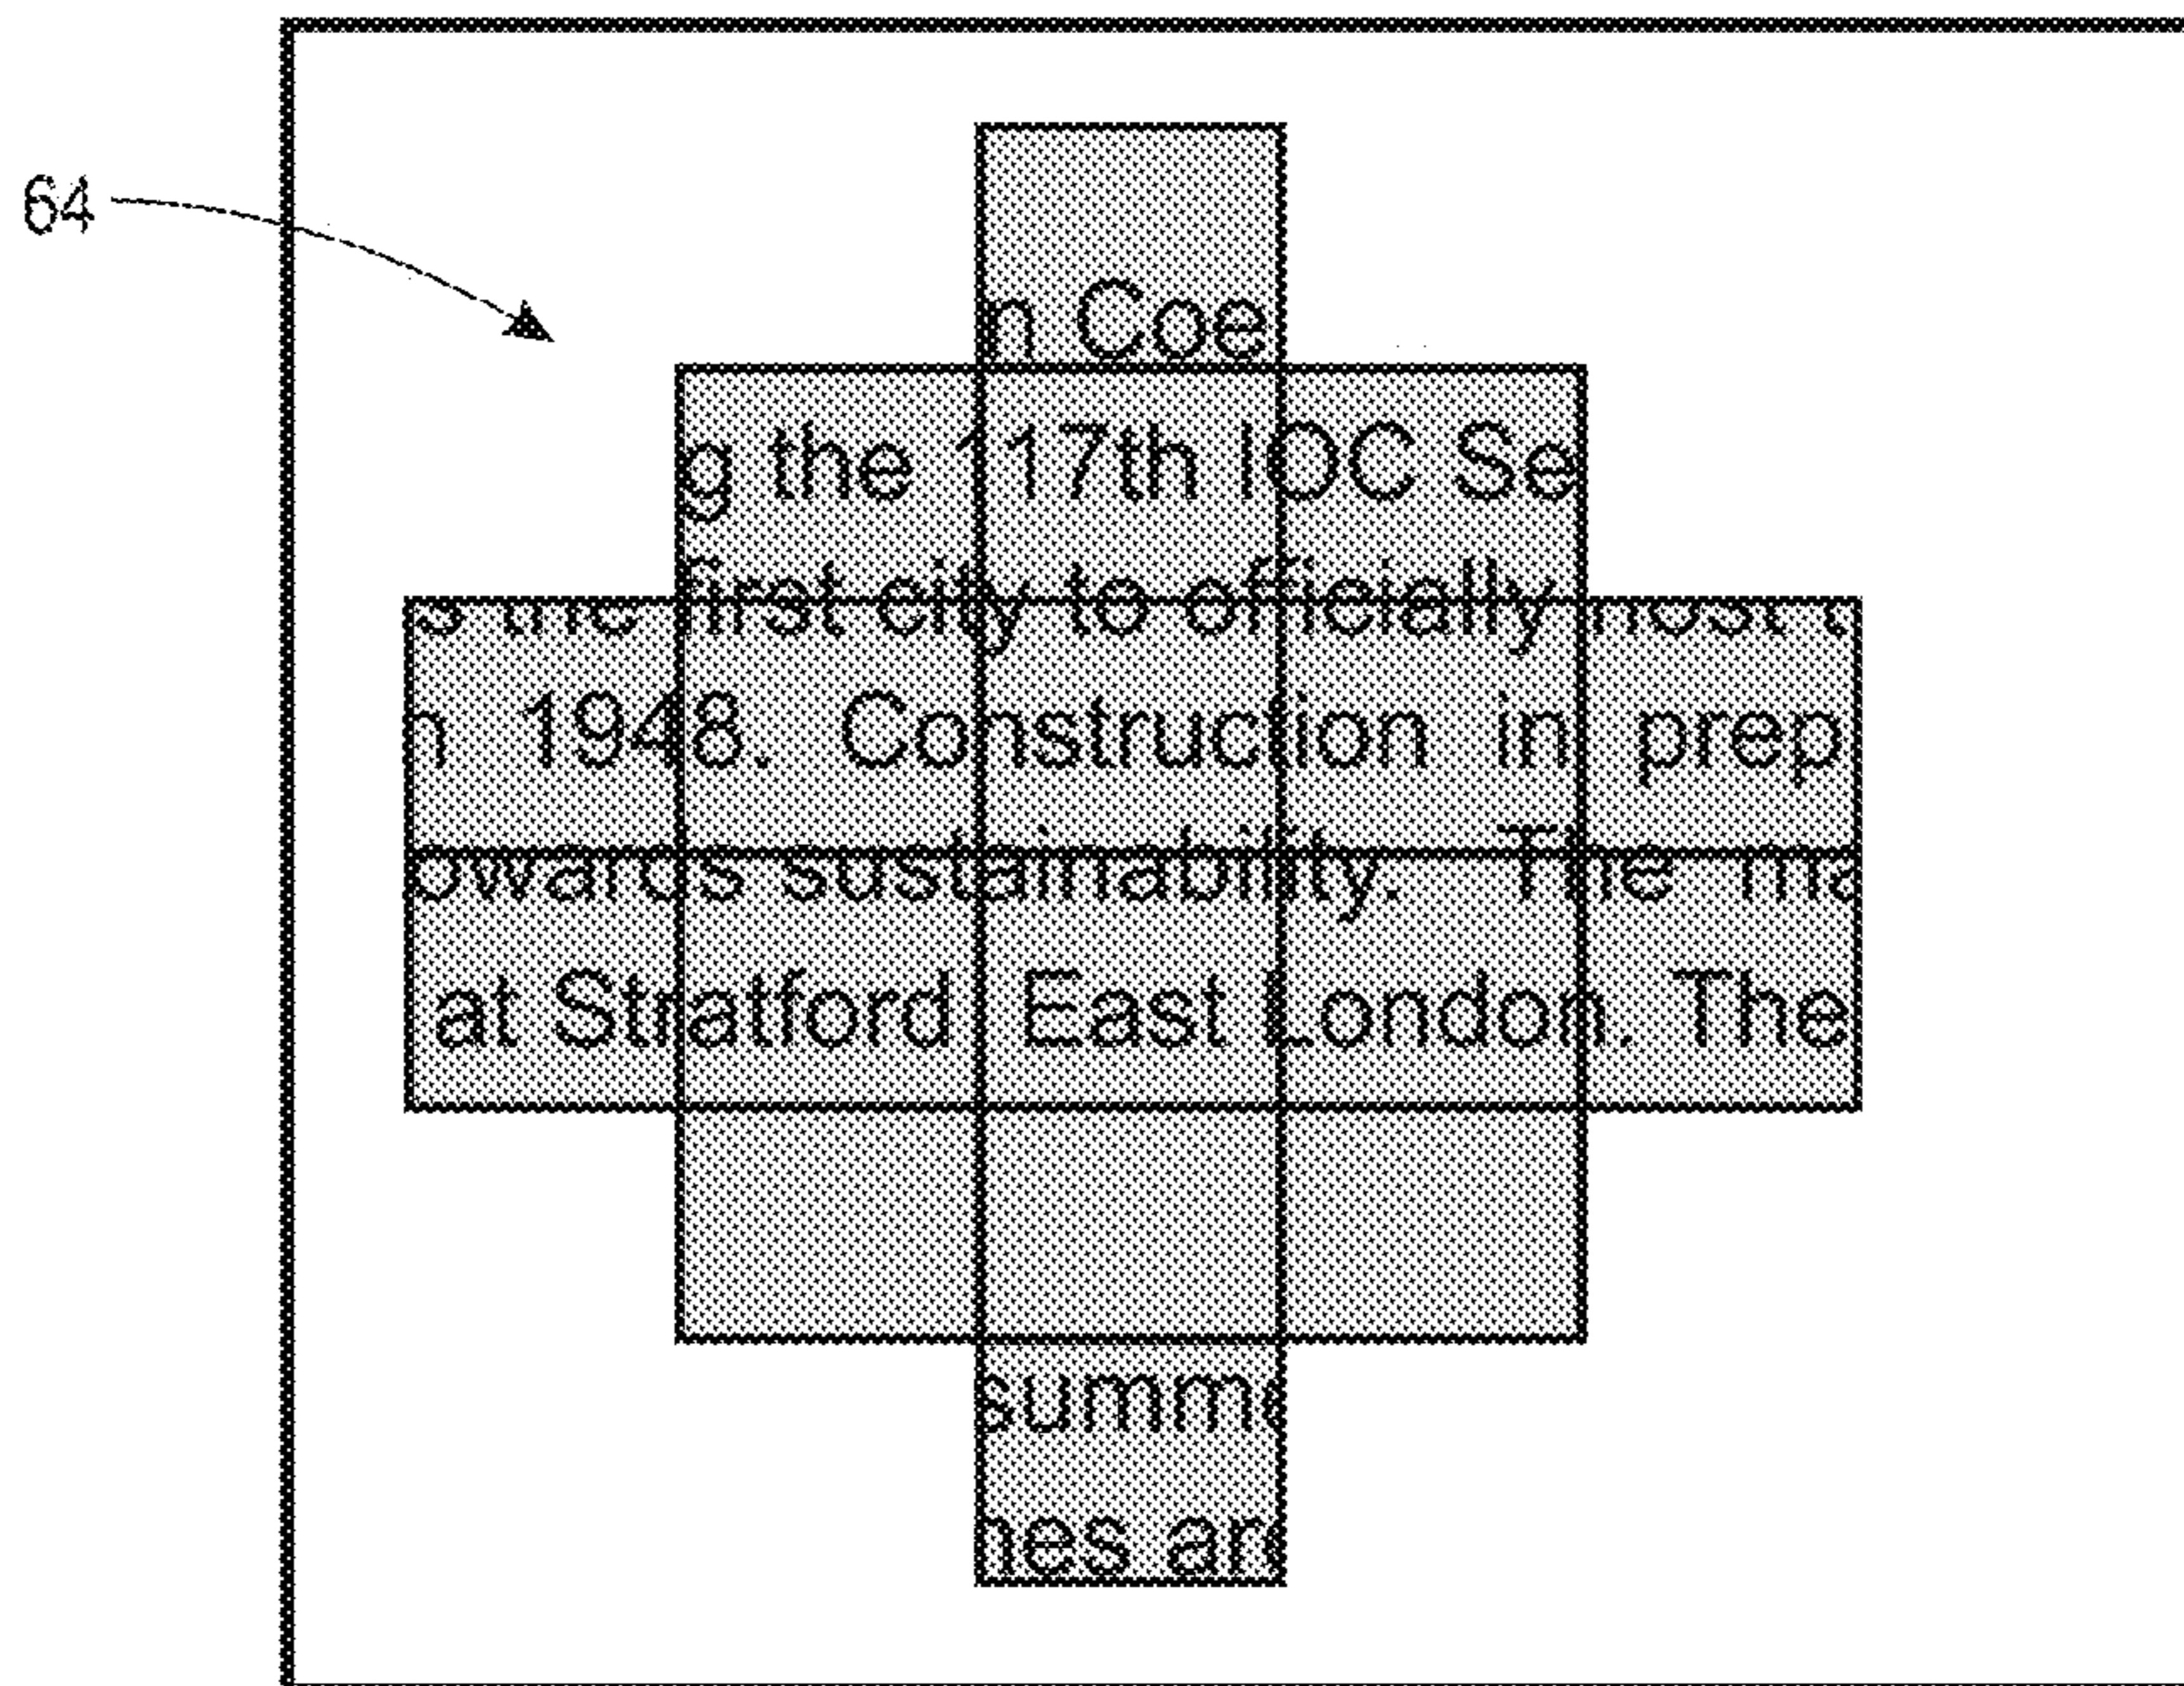 64
n Coe
g the 117th IOC Se
s the first city to officially host t
n 1948. Construction in prep
owards sustainability. The ma
at Stratford East London. The
summe
nes are